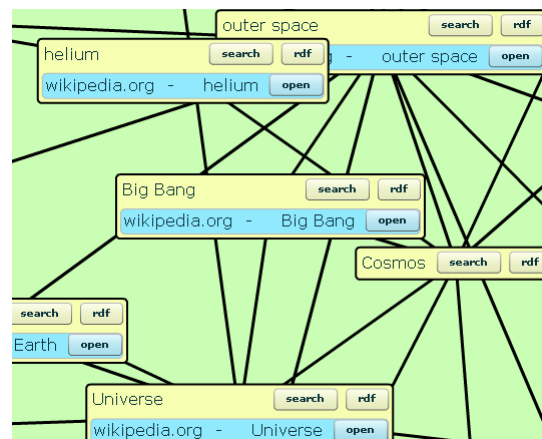 outer space search rdf
g - outer space open
helium search rdf
wikipedia.org - helium open
Big Bang search rdf
wikipedia.org - Big Bang open
Cosmos search rdf
search rdf
Earth open
Universe search rdf
wikipedia.org - Universe open